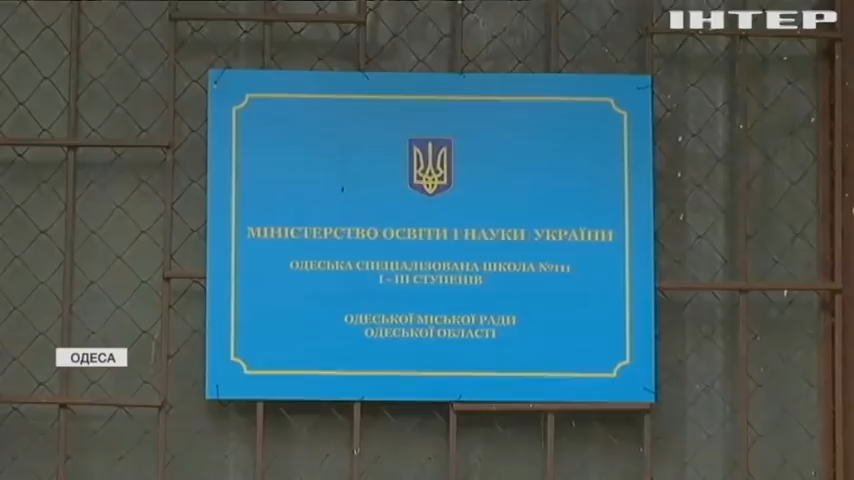 ІНТЕР
МІНІСТЕРСТВО ОСВІТИ І НАУКИ УКРАЇНИ
ОДЕСЬКА СПЕЦІАЛІЗОВАНА ШКОЛА №111
І - ІІІ СТУПЕНІВ
ОДЕСЬКОЇ МІСЬКОЇ РАДИ
ОДЕСЬКОЇ ОБЛАСТІ
ОДЕСА